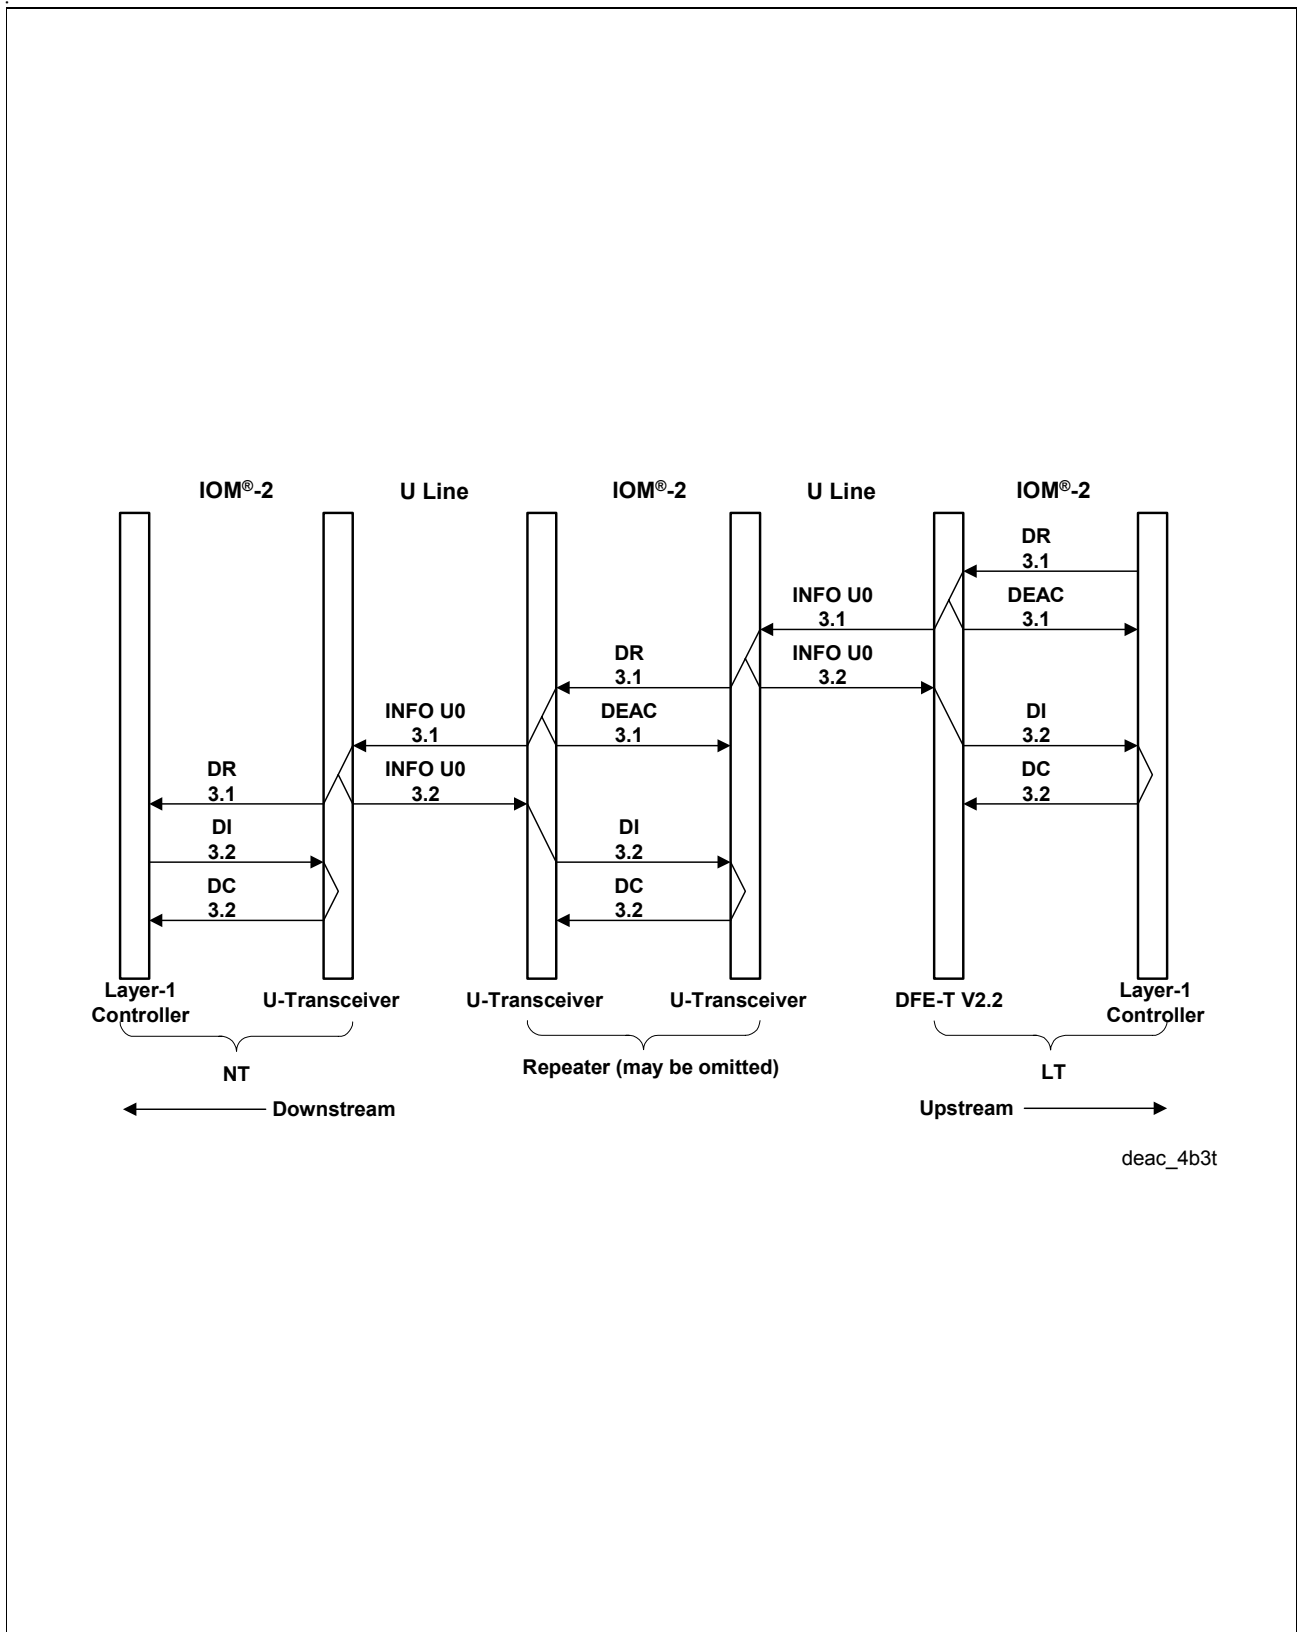 IOM®-2 U Line IOM®-2 U Line IOM®-2
DR
3.1
INFO U0 DEAC
3.1 3.1
DR INFO U0
3.1 3.2
INFO U0 DEAC DI
3.1 3.1 3.2
DR INFO U0 DC
3.1 3.2 3.2
DI DI
3.2 3.2
DC DC
3.2 3.2
Layer-1
Controller
U-Transceiver
U-Transceiver
U-Transceiver
DFE-T V2.2
Layer-1
Controller
NT
Repeater (may be omitted)
LT
Downstream
Upstream
deac_4b3t